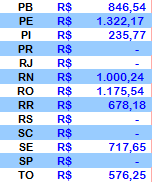 PB R$ 846,54
PE R$ 1.322,17
PI R$ 235,77
PR R$ -
RJ R$ -
RN R$ 1.000,24
RO R$ 1.175,54
RR R$ 678,18
RS R$ -
SC R$ -
SE R$ 717,65
SP R$ -
TO R$ 576,25